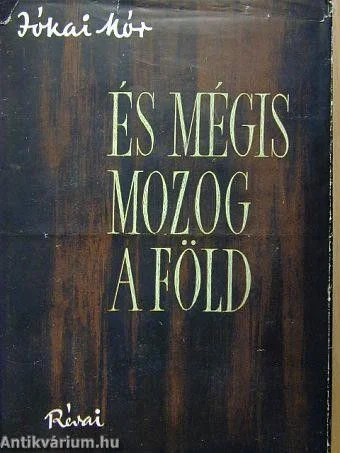 Jókai Mór
ÉS MÉGIS
MOZOG
A FÖLD
Révai
Antikvárium.hu